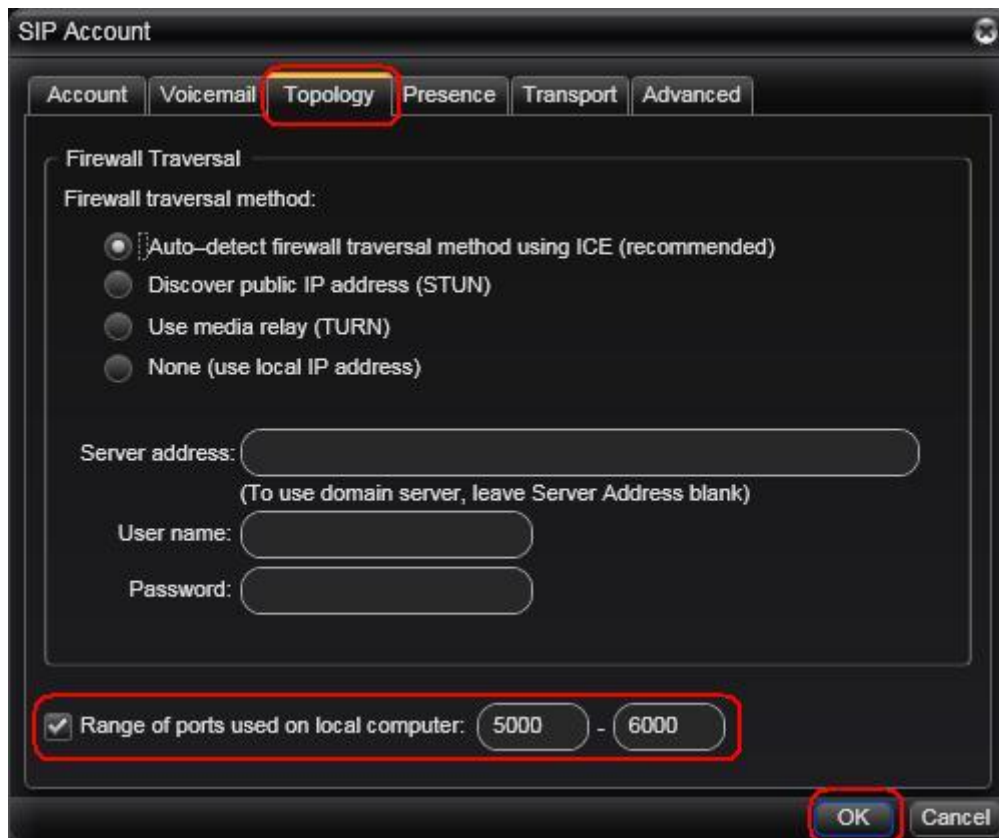 SIP Account
Account Voicemail Topology Presence Transport Advanced
Firewall Traversal
Firewall traversal method:
Auto-detect firewall traversal method using ICE (recommended)
Discover public IP address (STUN)
Use media relay (TURN)
None (use local IP address)
Server address:
(To use domain server, leave Server Address blank)
User name:
Password:
Range of ports used on local computer: 5000 - 6000
OK Cancel